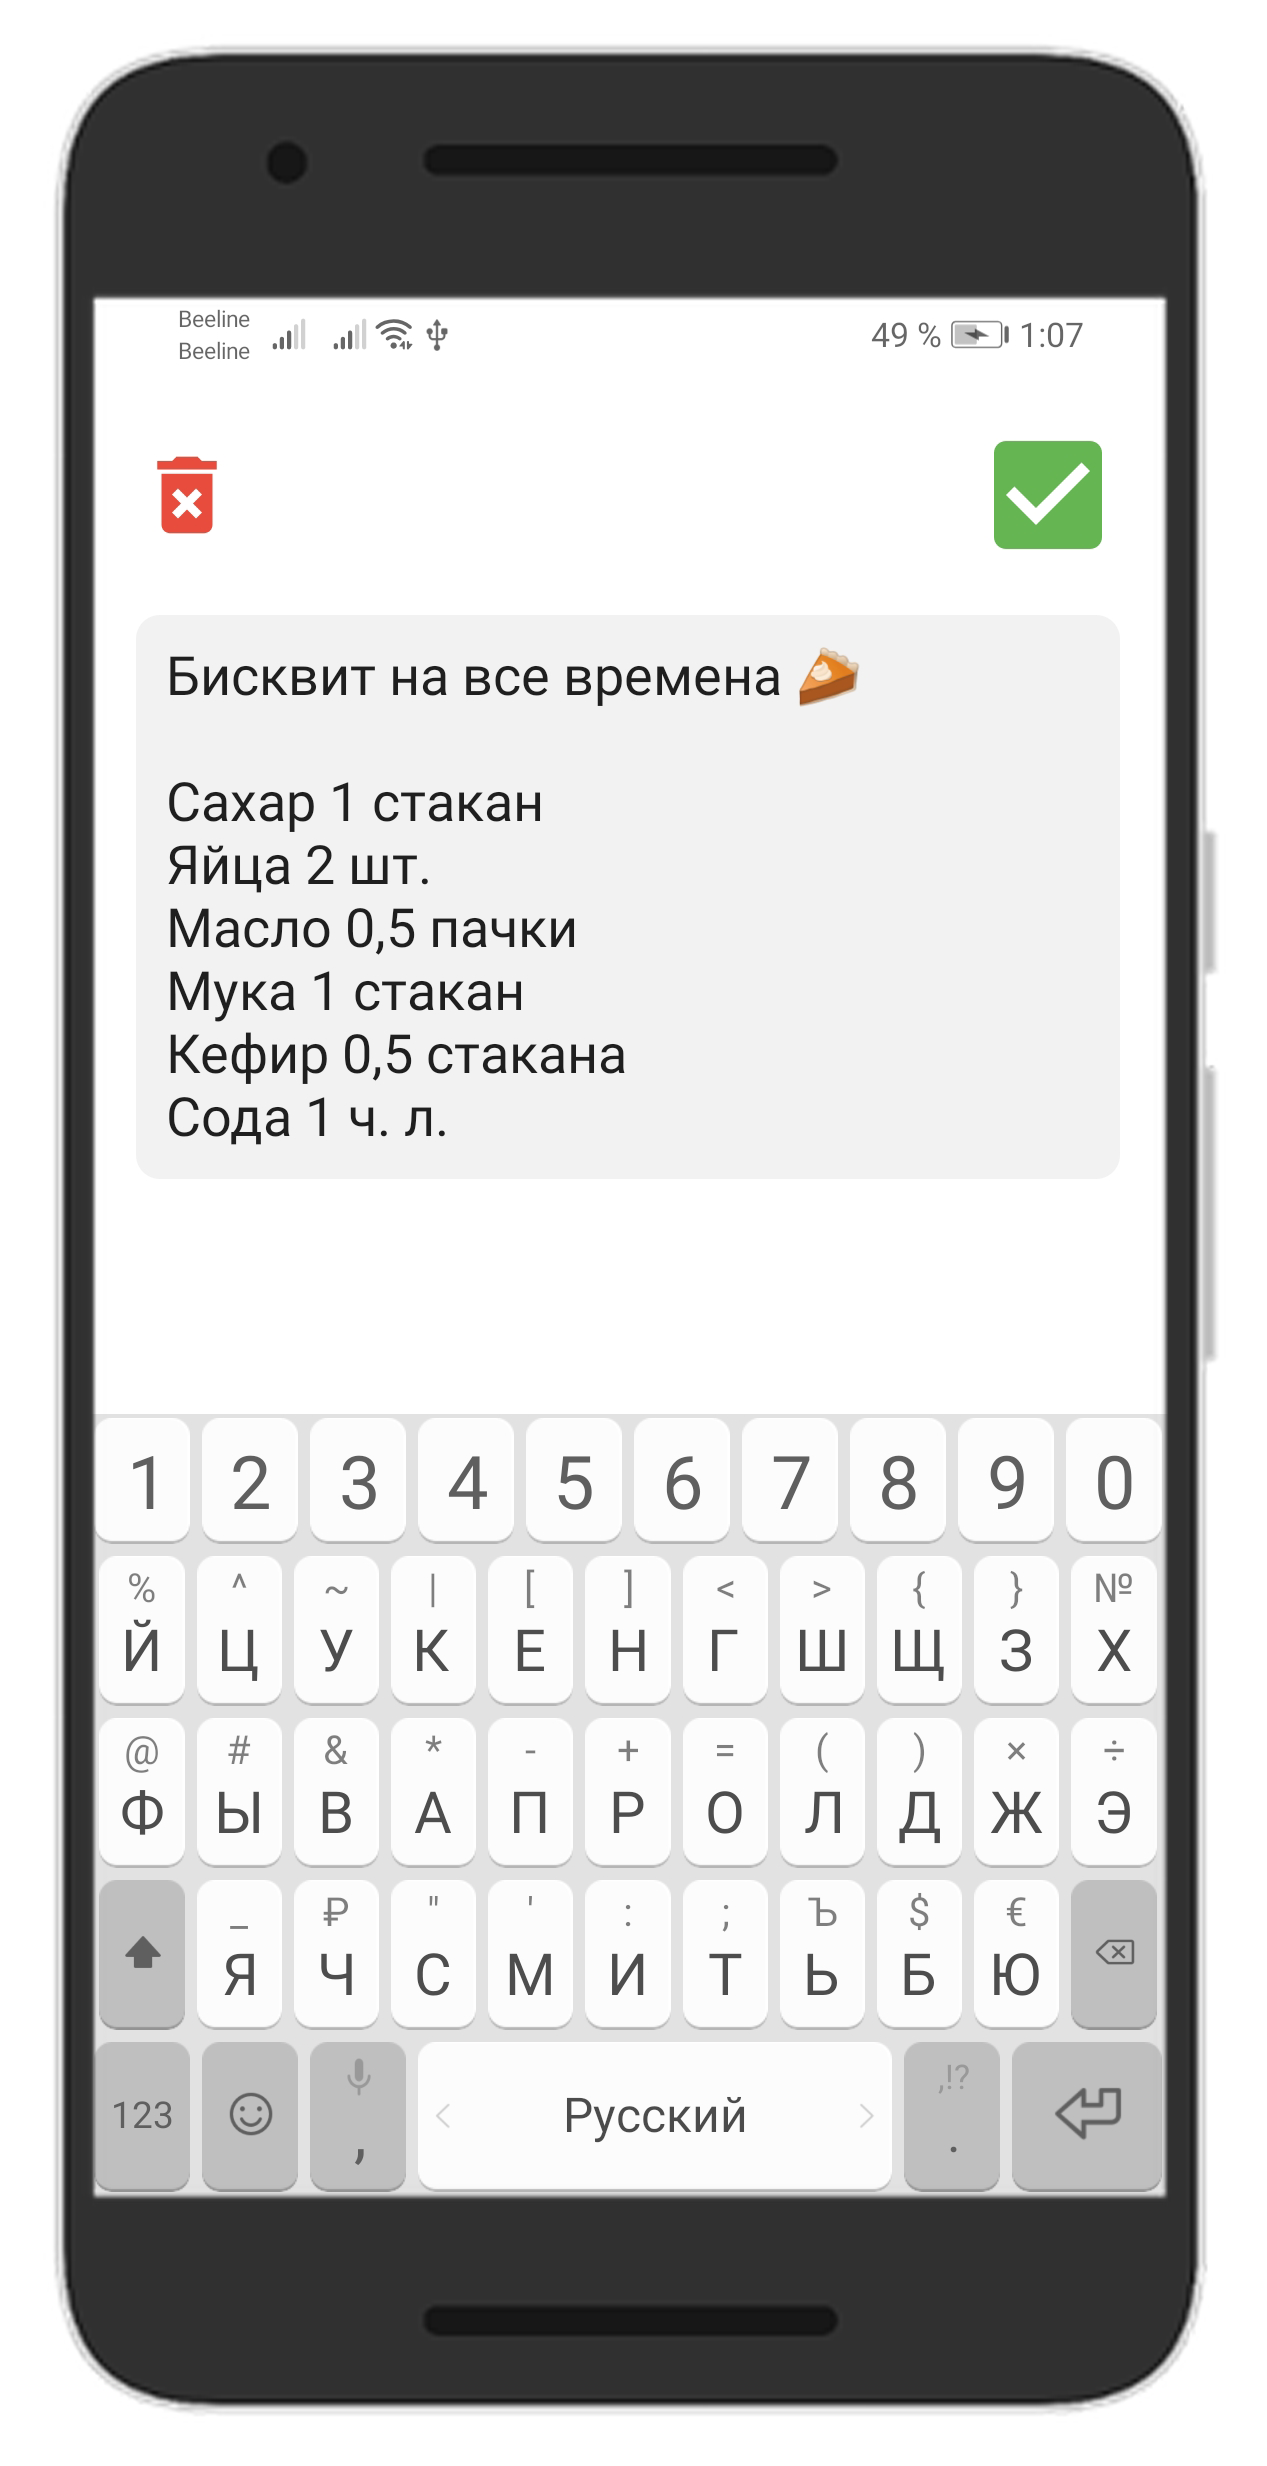 Beeline
Beeline
49 % 1:07
Бисквит на все времена 🥧
Сахар 1 стакан
Яйца 2 шт.
Масло 0,5 пачки
Мука 1 стакан
Кефир 0,5 стакана
Сода 1 ч. л.
1 2 3 4 5 6 7 8 9 0
% ^ ~ | [ ] < > { } №
Й Ц У К Е Н Г Ш Щ З Х
@ # & * - + = ( ) × ÷
Ф Ы В А П Р О Л Д Ж Э
_ ₽ " ' : ; Ъ $ €
Я Ч С М И Т Ь Б Ю
,!?
123 , < Русский > .